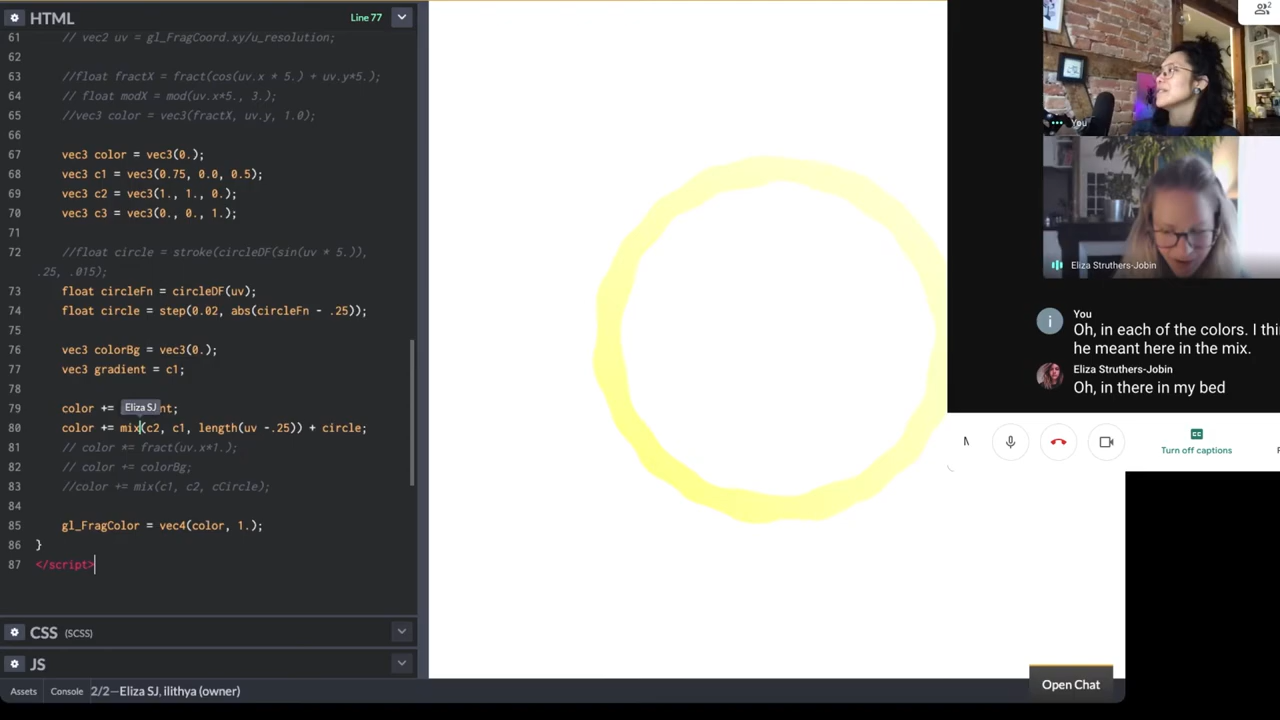 HTML
Line 77
61 // vec2 uv = gl_FragCoord.xy/u_resolution;
62
63 //float fractX = fract(cos(uv.x * 5.) + uv.y*5.);
64 // float modX = mod(uv.x*5., 3.);
65 //vec3 color = vec3(fractX, uv.y, 1.0);
66
67 vec3 color = vec3(0.);
68 vec3 c1 = vec3(0.75, 0.0, 0.5);
69 vec3 c2 = vec3(1., 1., 0.);
70 vec3 c3 = vec3(0., 0., 1.);
71
72 //float circle = stroke(circleDF(sin(uv * 5.)),
.25, .015);
73 float circleFn = circleDF(uv);
74 float circle = step(0.02, abs(circleFn - .25));
75
76 vec3 colorBg = vec3(0.);
77 vec3 gradient = c1;
78
79 color += nt;
Eliza SJ
80 color += mix(c2, c1, length(uv -.25)) + circle;
81 // color *= fract(uv.x*1.);
82 // color += colorBg;
83 //color += mix(c1, c2, cCircle);
84
85 gl_FragColor = vec4(color, 1.);
86 }
87 </script>
CSS (SCSS)
JS
Assets Console 2/2—Eliza SJ, ilithya (owner)
Open Chat
2
You
Eliza Struthers-Jobin
i
You
Oh, in each of the colors. I thi
he meant here in the mix.
Eliza Struthers-Jobin
Oh, in there in my bed
Turn off captions